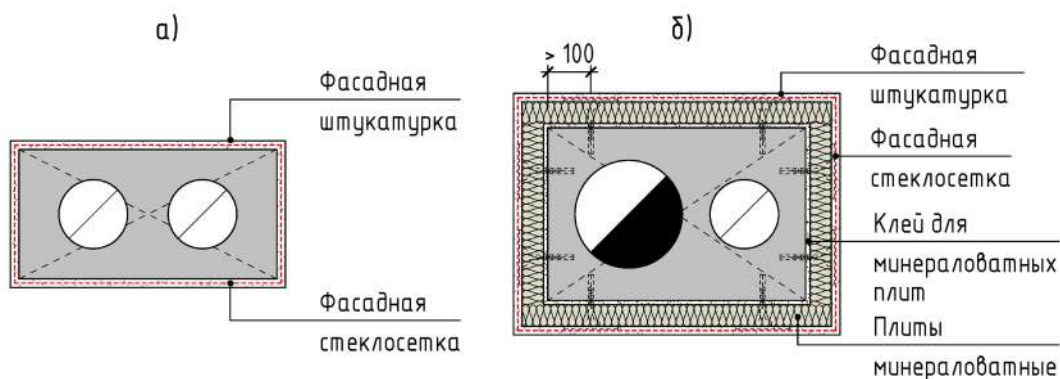 а)
Фасадная
штукатурка
Фасадная
стеклосетка
б)
> 100
Фасадная
штукатурка
Фасадная
стеклосетка
Клей для
минераловатных
плит
Плиты
минераловатные